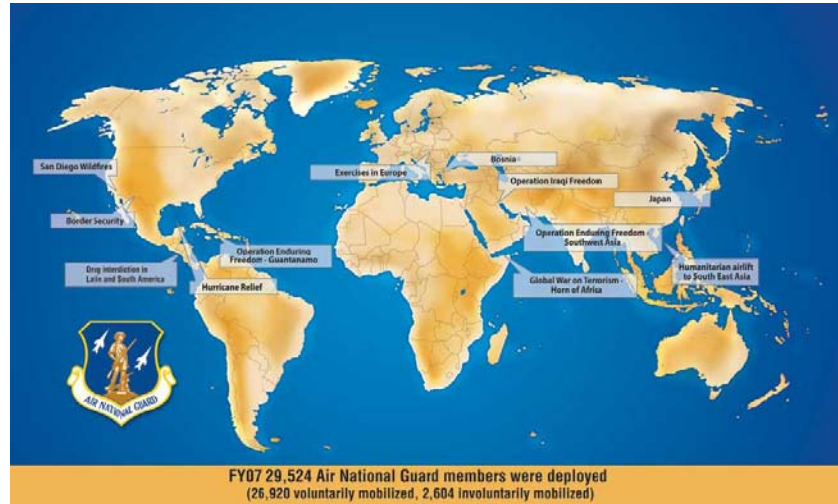 San Diego Wildfires
Border Security
Drug interdiction in
Latin and South America
Hurricane Relief
Operation Enduring
Freedom - Guantanamo
Exercises in Europe
Bosnia
Operation Iraqi Freedom
Japan
Operation Enduring Freedom -
Southwest Asia
Global War on Terrorism -
Horn of Africa
Humanitarian airlift
to South East Asia
AIR NATIONAL GUARD
FY07 29,524 Air National Guard members were deployed
(26,920 voluntarily mobilized, 2,604 involuntarily mobilized)